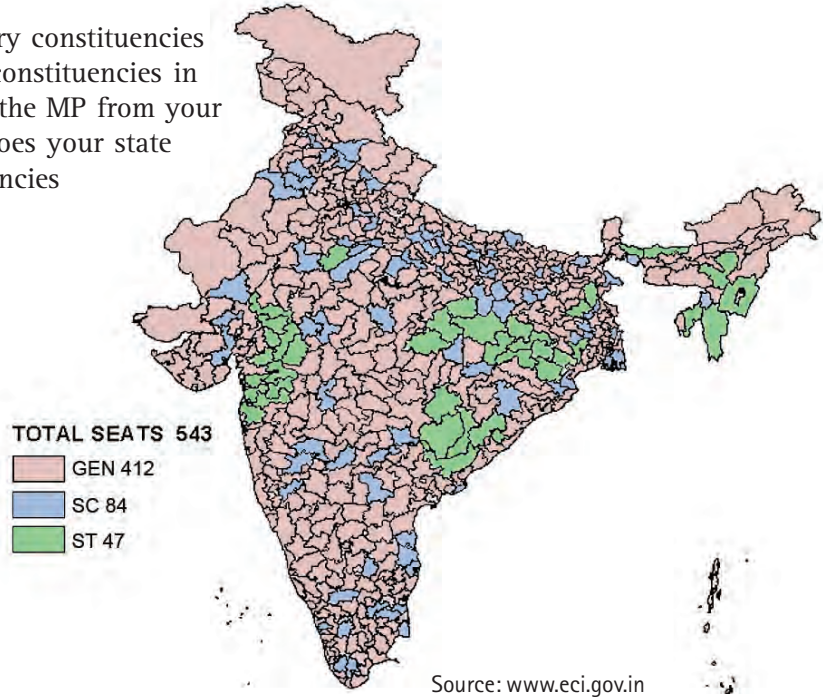 ry constituencies
constituencies in
the MP from your
oes your state
encies
TOTAL SEATS 543
GEN 412
SC 84
ST 47
Source: www.eci.gov.in